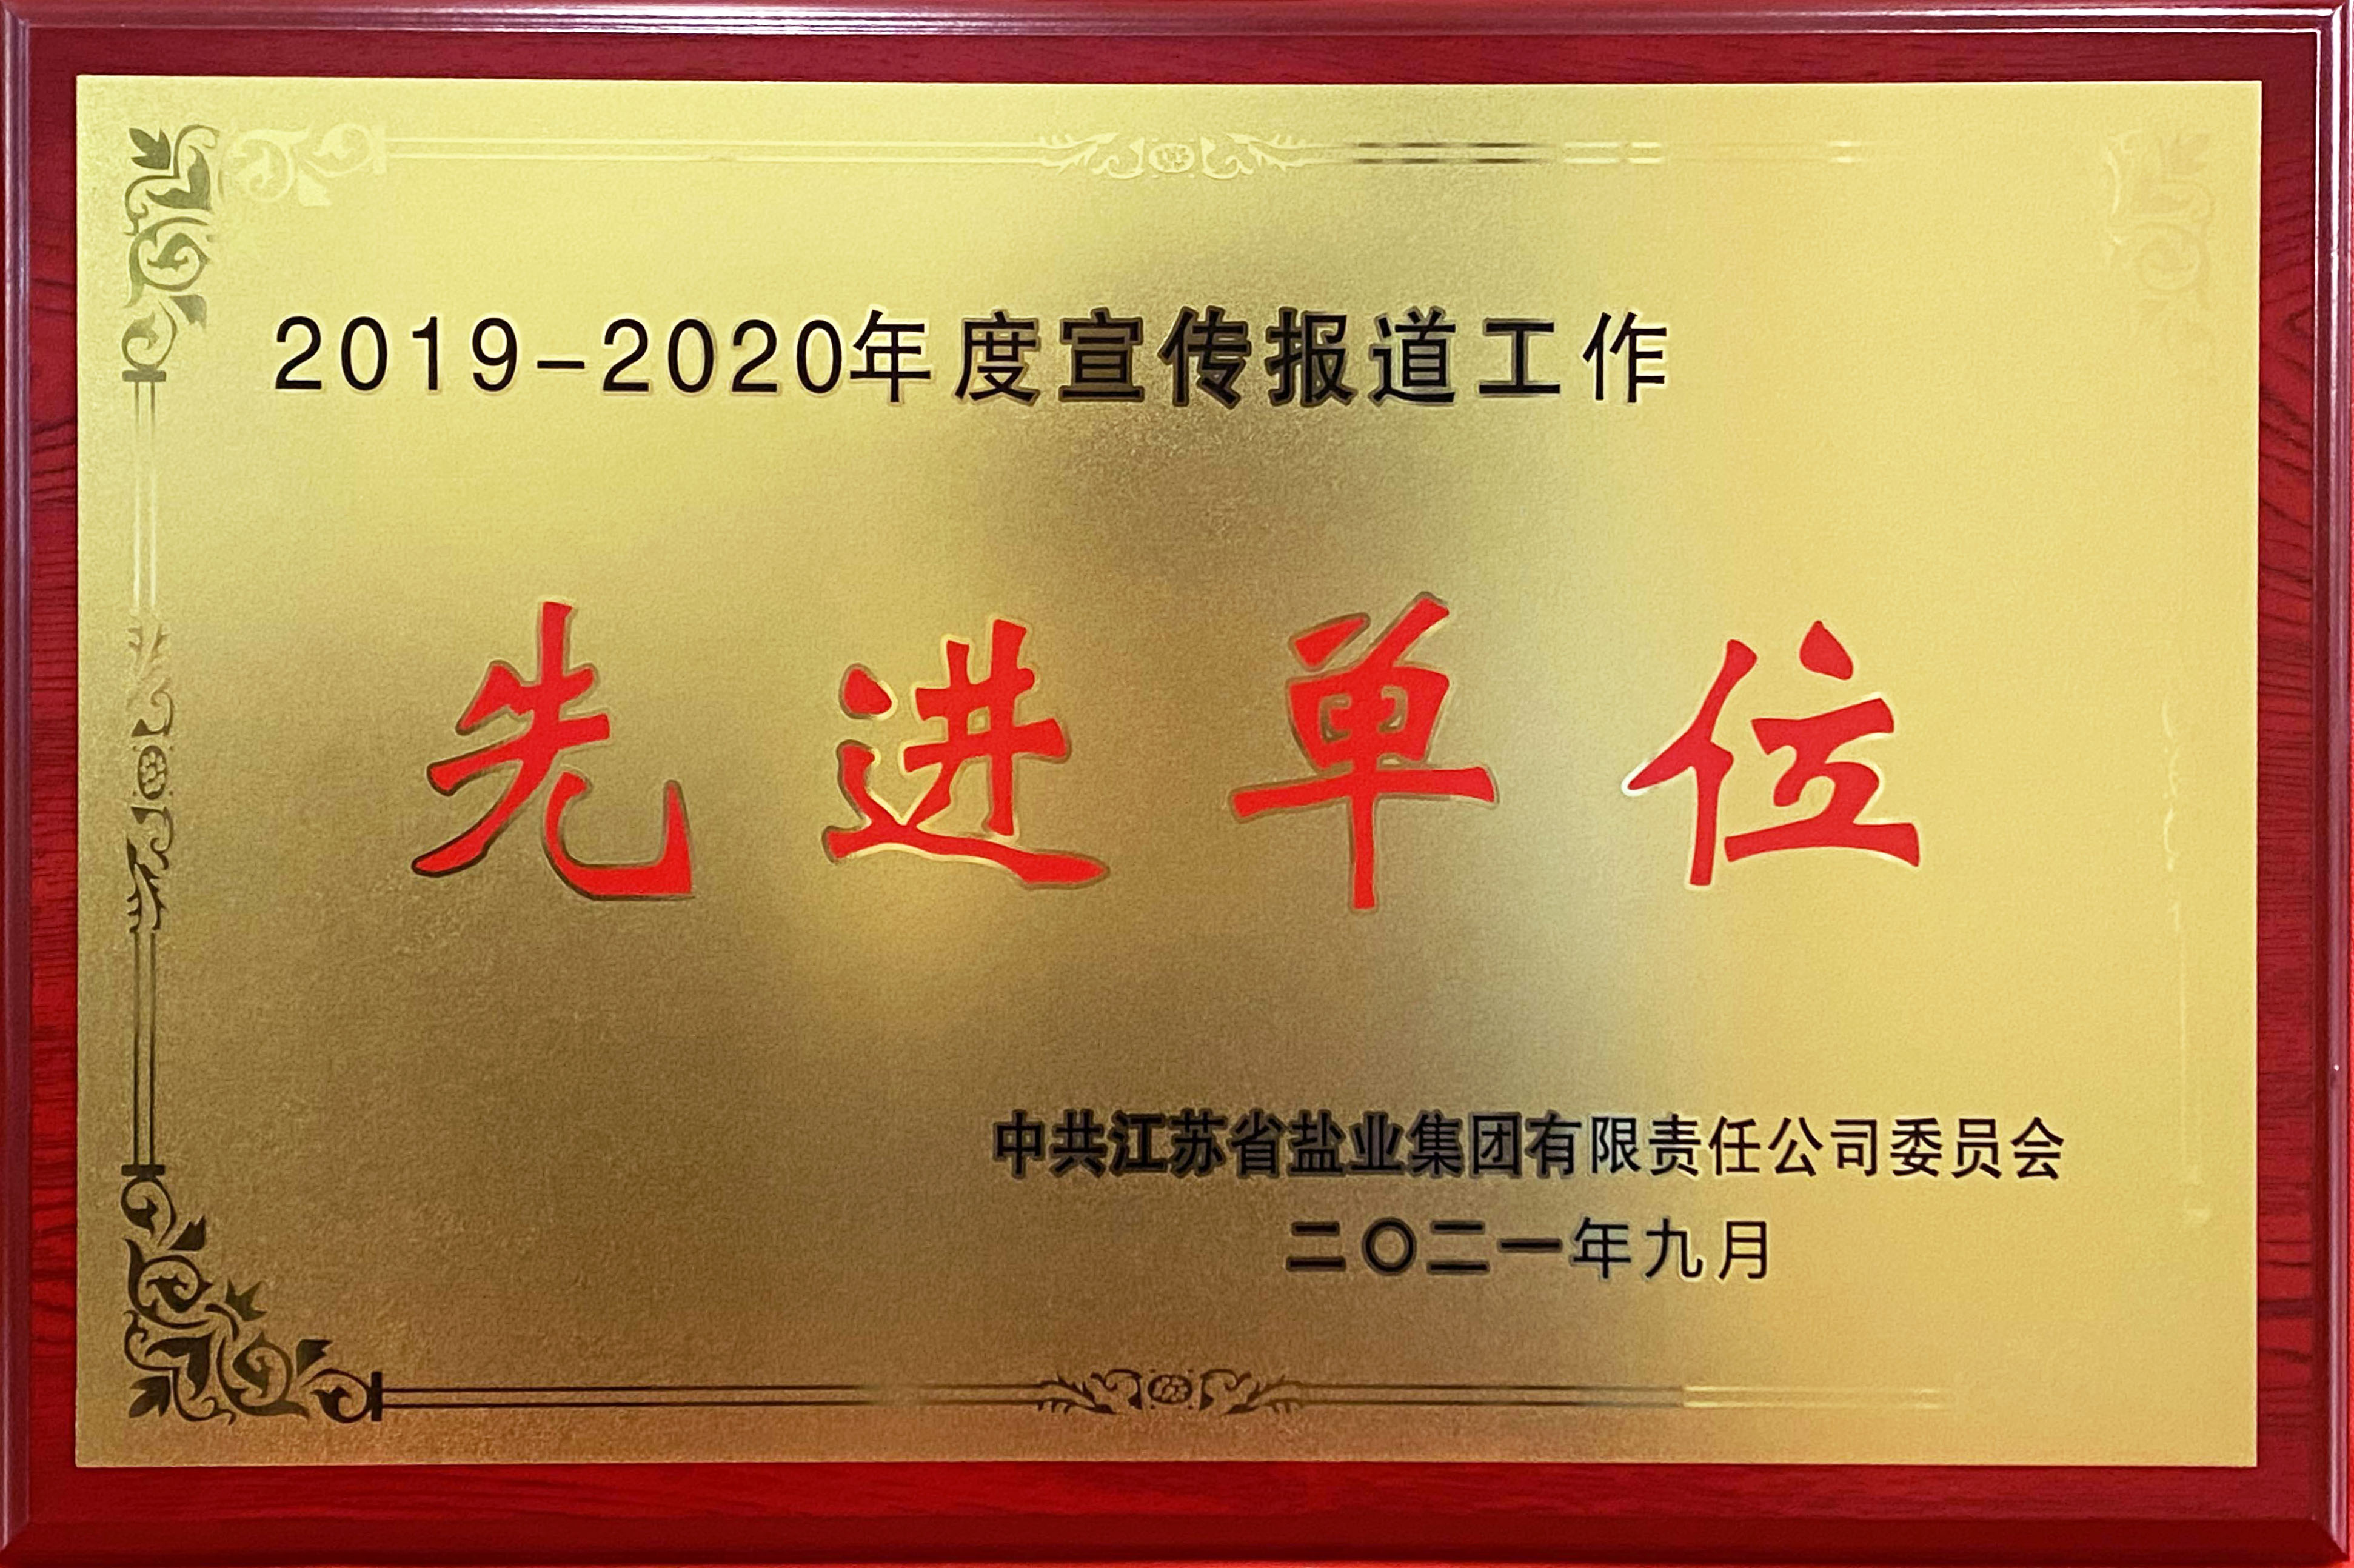 2019-2020年度宣传报道工作
先进单位
中共江苏省盐业集团有限责任公司委员会
二〇二一年九月